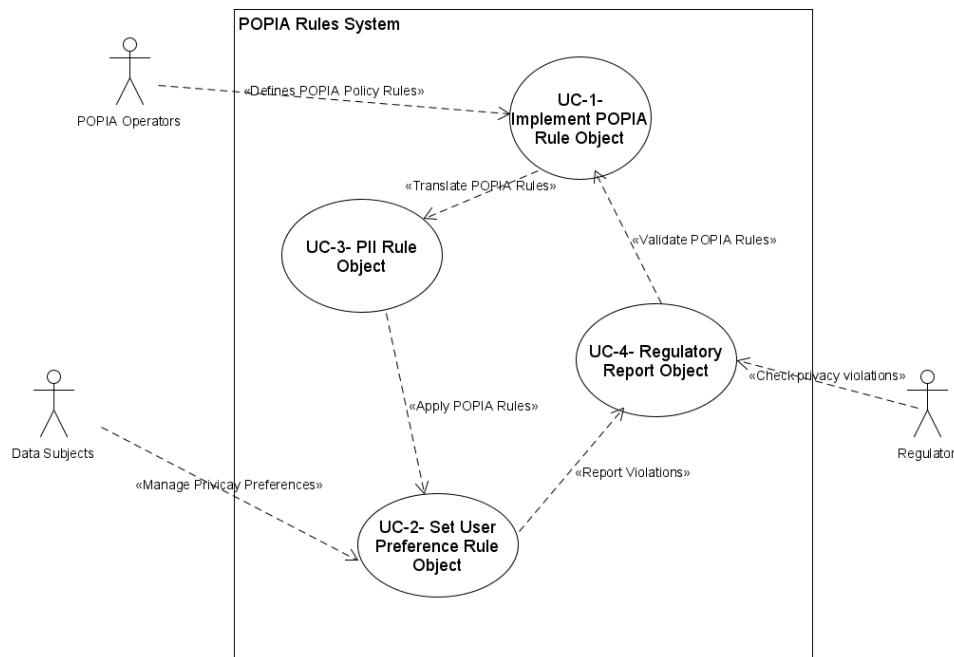 POPIA Rules System
POPIA Operators
«Defines POPIA Policy Rules»
UC-1-
Implement POPIA
Rule Object
«Translate POPIA Rules»
UC-3- PII Rule
Object
«Validate POPIA Rules»
UC-4- Regulatory
Report Object
«Check privacy violations»
Regulator
«Apply POPIA Rules»
Data Subjects
«Manage Privicay Preferences»
«Report Violations»
UC-2- Set User
Preference Rule
Object